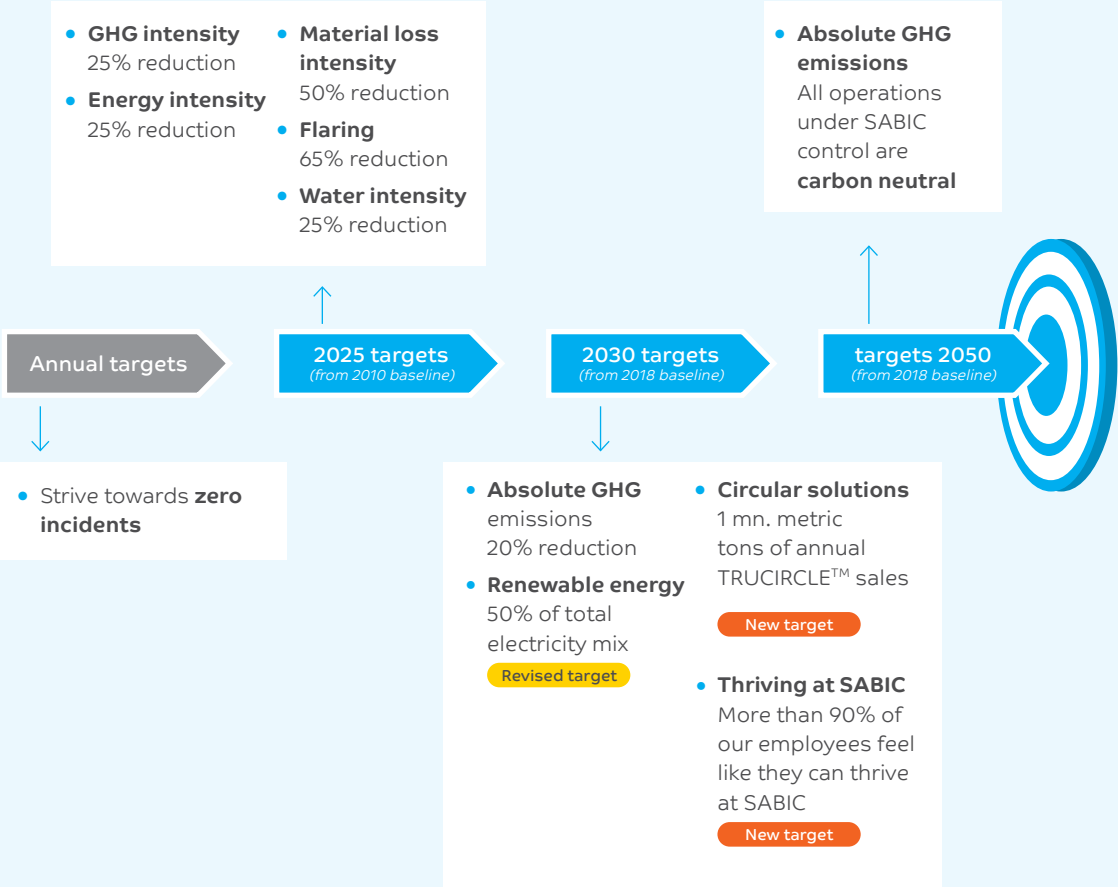 GHG intensity
25% reduction
Energy intensity
25% reduction
Material loss
intensity
50% reduction
Flaring
65% reduction
Water intensity
25% reduction
Absolute GHG
emissions
All operations
under SABIC
control are
carbon neutral
Annual targets
2025 targets
(from 2010 baseline)
2030 targets
(from 2018 baseline)
targets 2050
(from 2018 baseline)
Strive towards zero
incidents
Absolute GHG
emissions
20% reduction
Renewable energy
50% of total
electricity mix
Revised target
Circular solutions
1 mn. metric
tons of annual
TRUCIRCLE™ sales
New target
Thriving at SABIC
More than 90% of
our employees feel
like they can thrive
at SABIC
New target